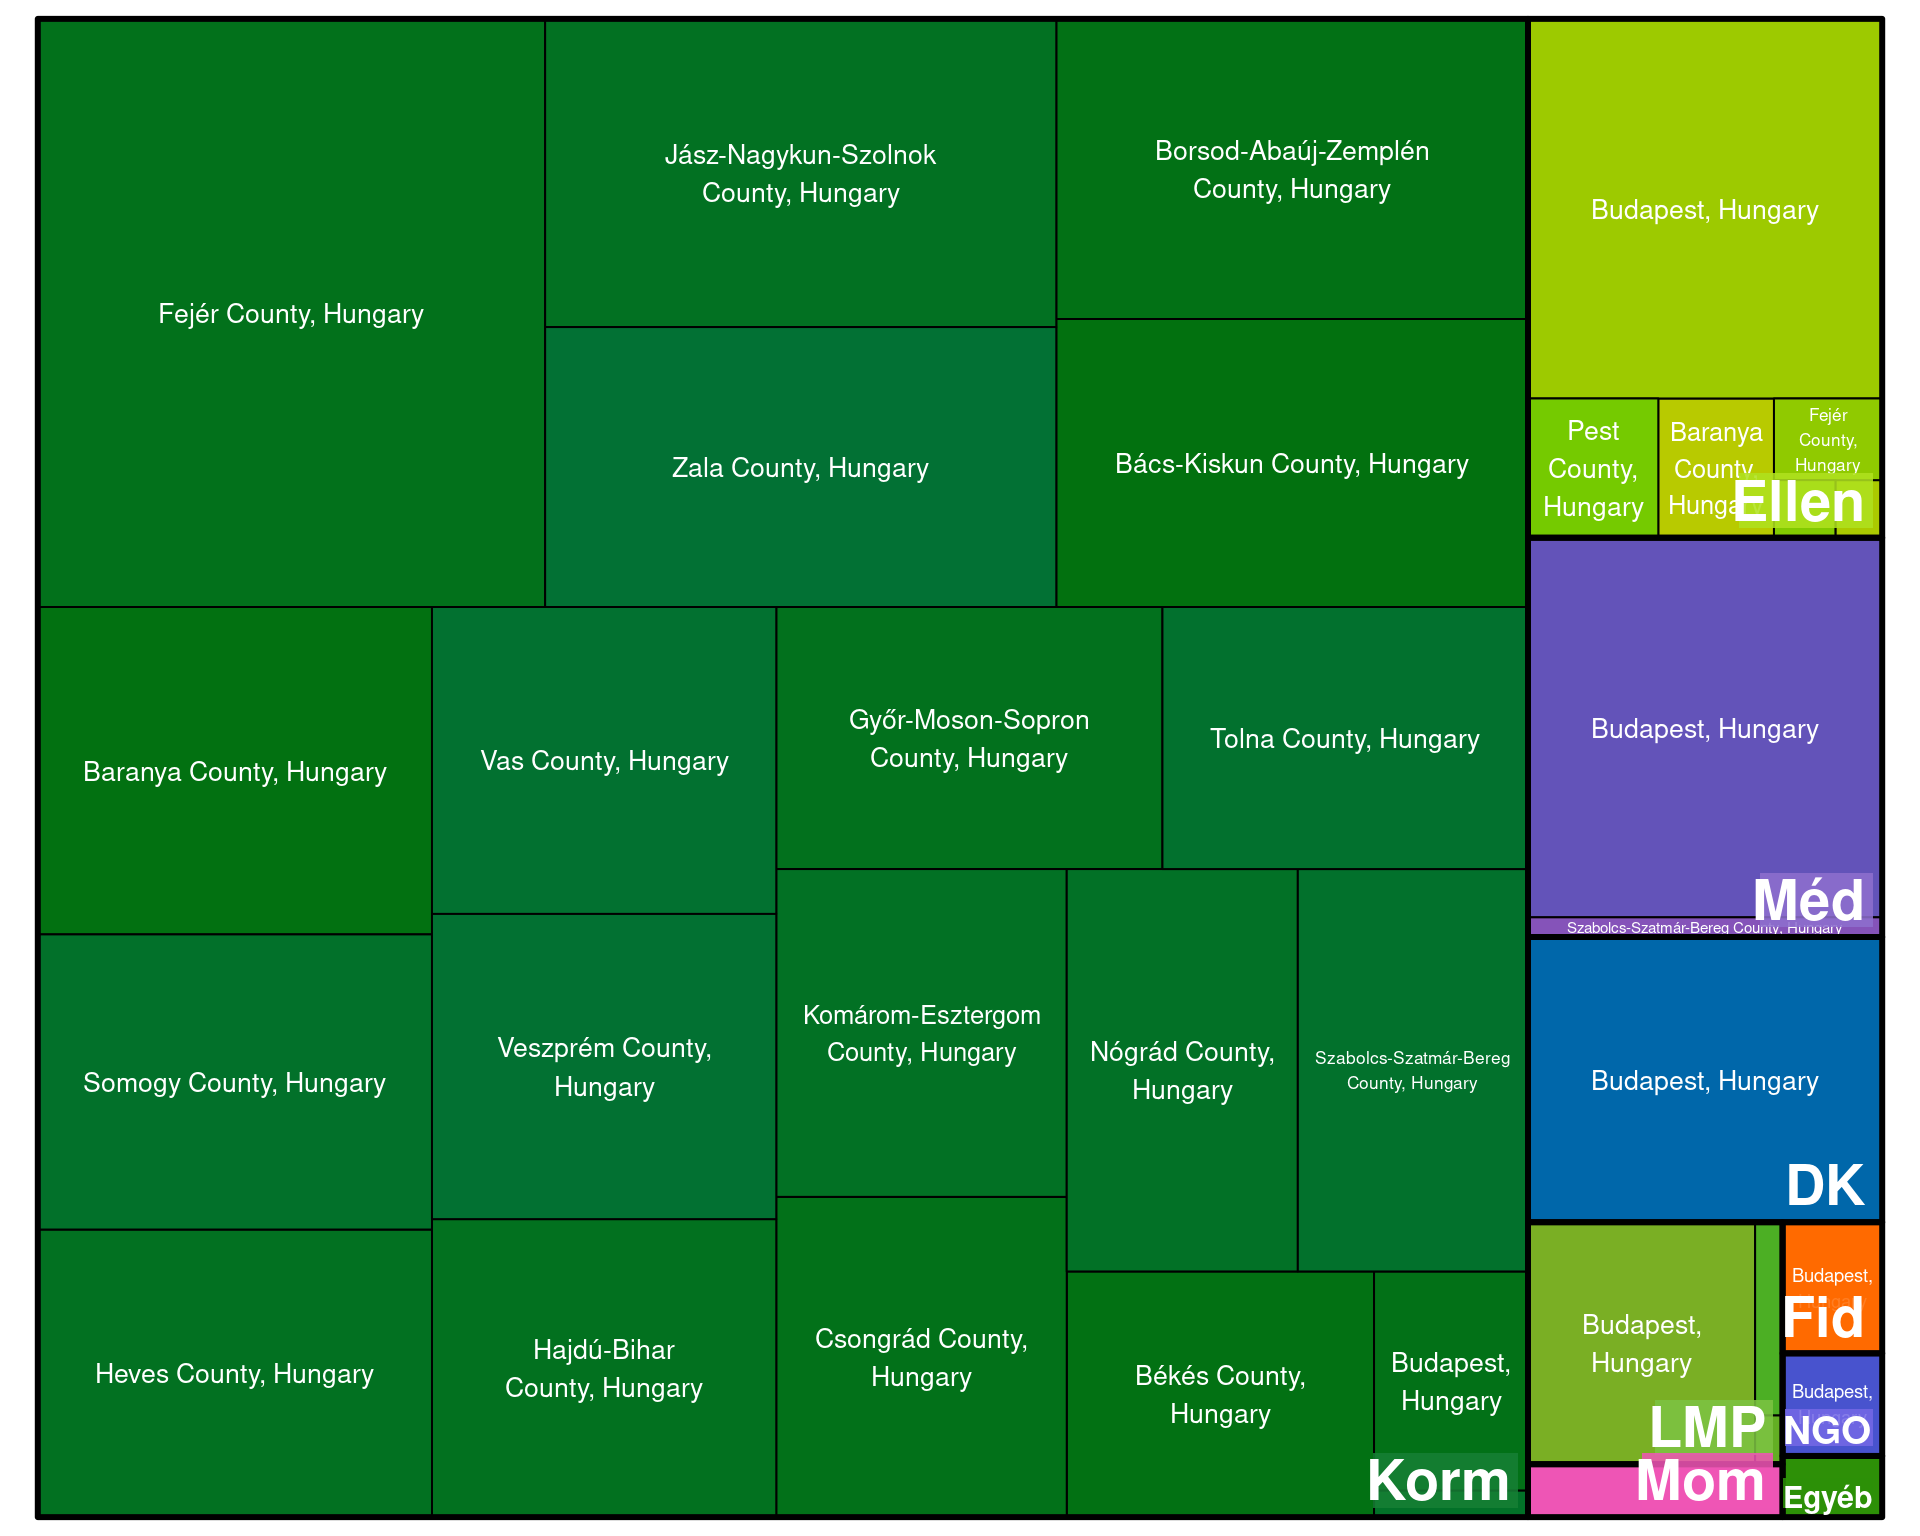 Fejér County, Hungary
Jász-Nagykun-Szolnok
County, Hungary
Zala County, Hungary
Borsod-Abaúj-Zemplén
County, Hungary
Bács-Kiskun County, Hungary
Baranya County, Hungary
Somogy County, Hungary
Heves County, Hungary
Vas County, Hungary
Veszprém County,
Hungary
Hajdú-Bihar
County, Hungary
Győr-Moson-Sopron
County, Hungary
Tolna County, Hungary
Komárom-Esztergom
County, Hungary
Csongrád County,
Hungary
Nógrád County,
Hungary
Szabolcs-Szatmár-Bereg
County, Hungary
Békés County,
Hungary
Budapest,
Hungary
Korm
Budapest, Hungary
Pest
County,
Hungary
Baranya
County,
Hungary
Fejér
County,
Hungary
Ellen
Budapest, Hungary
Méd
Szabolcs-Szatmár-Bereg County, Hungary
Budapest, Hungary
DK
Budapest,
Hungary
LMP
Mom
Budapest,
Fid
Budapest,
NGO
Egyéb